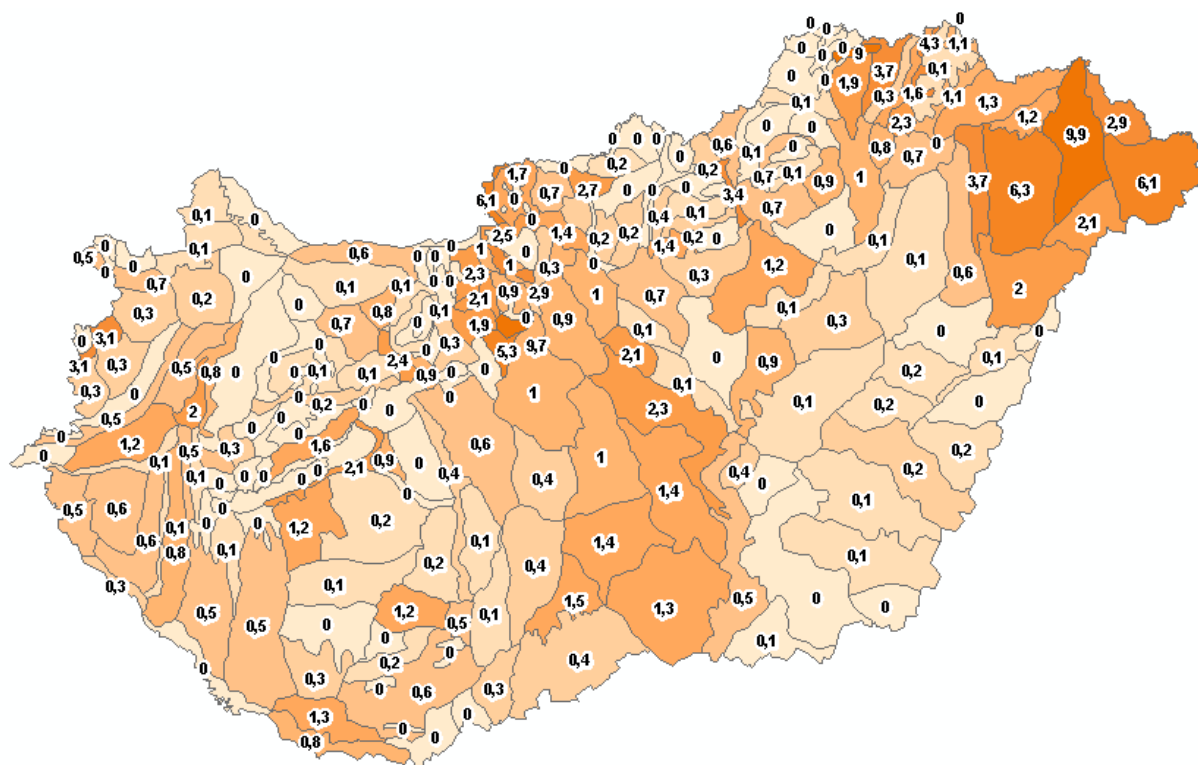 0
0 0
0 0 0 9 4,3 1,1
0 0 1,9 3,7 0,1
0,1 0,3 1,6 1,1 1,3
0 0 2,3 1,2 9,9 2,9
0 0 0 0,6 0,1 0 0,8 0,7 0
1,7 0 0,2 0 0,2 0,7 0,1 0,9 1 3,7 6,3 6,1
6,1 0 0,7 2,7 0 0 0 3,4 0,7
0,1 0 0 0,4 0,1 0 2,1
2,5 1,4 0,2 0,2 1,4 0,2 0 0,1
0 0,1 0,6 0 0 0 1 0
0,5 0 0 1 0,3 0 0,3 1,2 0,1 0,6
0,7 0 0,1 0,1 0 0 2,3
0,2 0,9 2,9 1 0,7 2
0,3 0 0,8 0,1 2,1 0 0,9 0,1 0,3
0 3,1 0,7 0 0 1,9 0,1 0 0
0 0,3 0 5,3 9,7 2,1 0 0,1
3,1 0,3 0,5 0,8 0 0 0 0,1 0,1 2,4 0,9 0 0 0,9 0,2
0,3 0 0 0,2 0 0 1 0,1
0,5 2 0 0 2,3 0,1 0,2 0
0 1,2 0 1,6 0,6
0 0,1 0,5 0,3 0 2,1 0,9 0 0,4 1 0,4 0,2 0,2
0,1 0 0 0 0 0 0 0,4 1,4 0
0,5 0,6 0 0,1
0,6 0,1 0 0 1,2 0,2 0,1 1,4
0,8 0,1 0,2 0,4 0,1
0,3 0,1 1,5 1,3 0,5 0
0,5 0,5 0 1,2 0,5 0,1 0
0 0,1
0 0,2 0 0,4
0,3 0 0,6 0,3
1,3 0
0,8 0 0